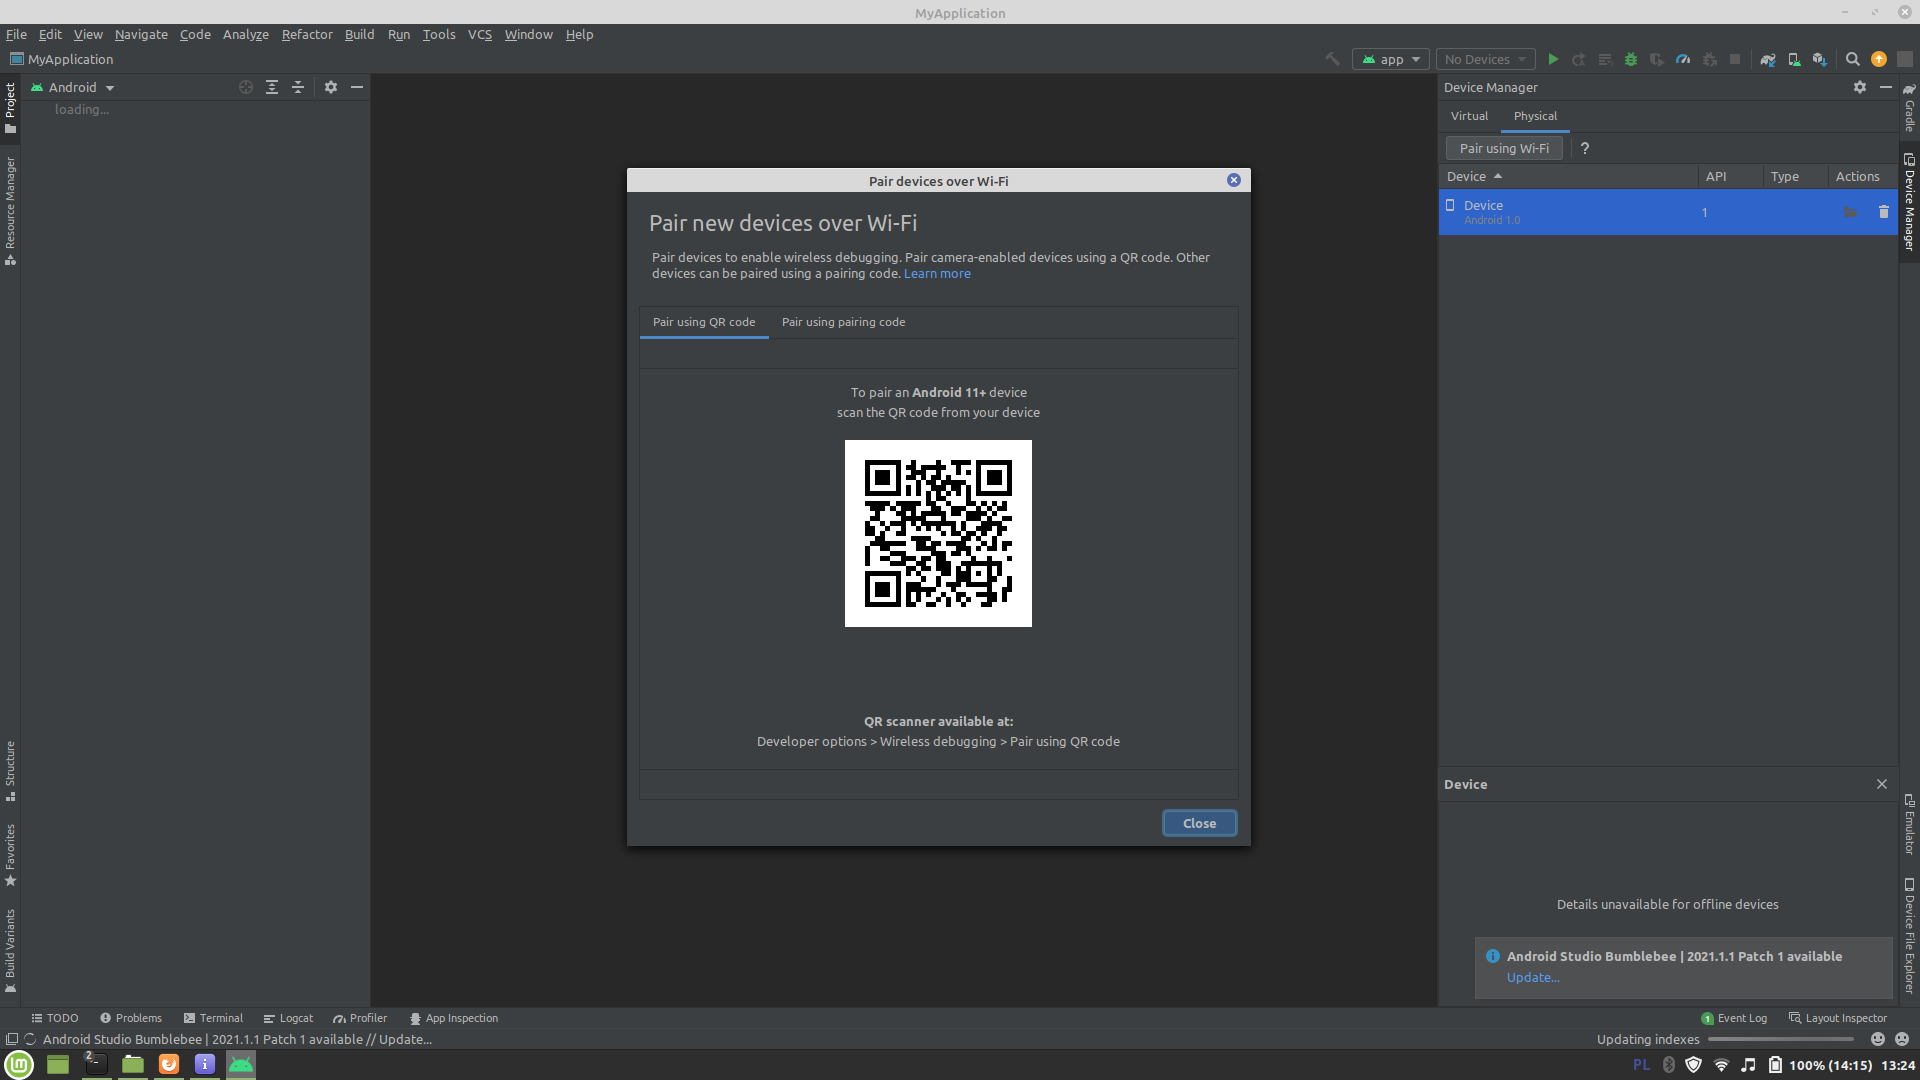 MyApplication
File Edit View Navigate Code Analyze Refactor Build Run Tools VCS Window Help
MyApplication
app
No Devices
Android
loading...
Project
Resource Manager
Structure
Favorites
Build Variants
Device Manager
Virtual Physical
Pair using Wi-Fi ?
Device API Type Actions
Device
Android 1.0
1
Gradle
Device Manager
Emulator
Device File Explorer
Pair devices over Wi-Fi
Pair new devices over Wi-Fi
Pair devices to enable wireless debugging. Pair camera-enabled devices using a QR code. Other
devices can be paired using a pairing code. Learn more
Pair using QR code Pair using pairing code
To pair an Android 11+ device
scan the QR code from your device
QR scanner available at:
Developer options > Wireless debugging > Pair using QR code
Close
Device
Details unavailable for offline devices
Android Studio Bumblebee | 2021.1.1 Patch 1 available
Update...
TODO Problems Terminal Logcat Profiler App Inspection
1 Event Log Layout Inspector
Android Studio Bumblebee | 2021.1.1 Patch 1 available // Update...
Updating indexes
2
PL 100% (14:15) 13:24